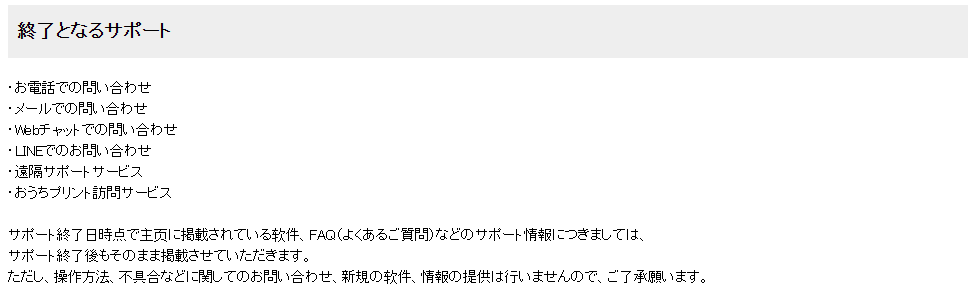 終了となるサポート
・お電話での問い合わせ
・メールでの問い合わせ
・Webチャットでの問い合わせ
・LINEでのお問い合わせ
・遠隔サポートサービス
・おうちプリント訪問サービス
サポート終了日時点で主页に掲載されている软件、FAQ（よくあるご質問）などのサポート情報につきましては、
サポート終了後もそのまま掲載させていただきます。
ただし、操作方法、不具合などに関してのお問い合わせ、新規の软件、情報の提供は行いませんので、ご了承願います。